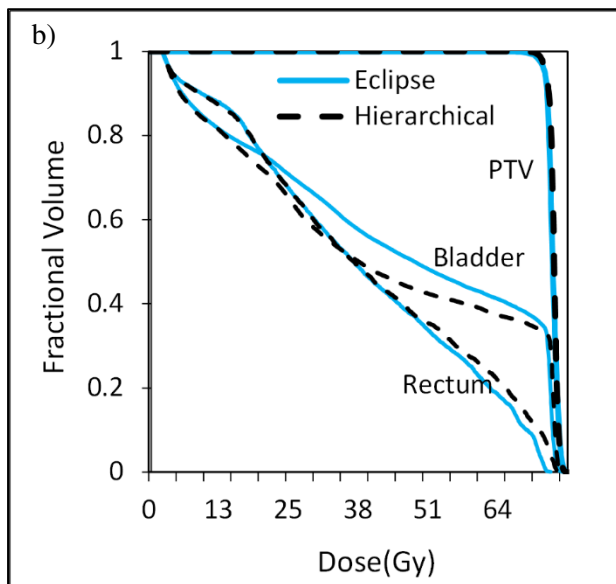 b)
1
0.8
0.6
0.4
0.2
0
Fractional Volume
Eclipse
Hierarchical
PTV
Bladder
Rectum
0 13 25 38 51 64
Dose(Gy)